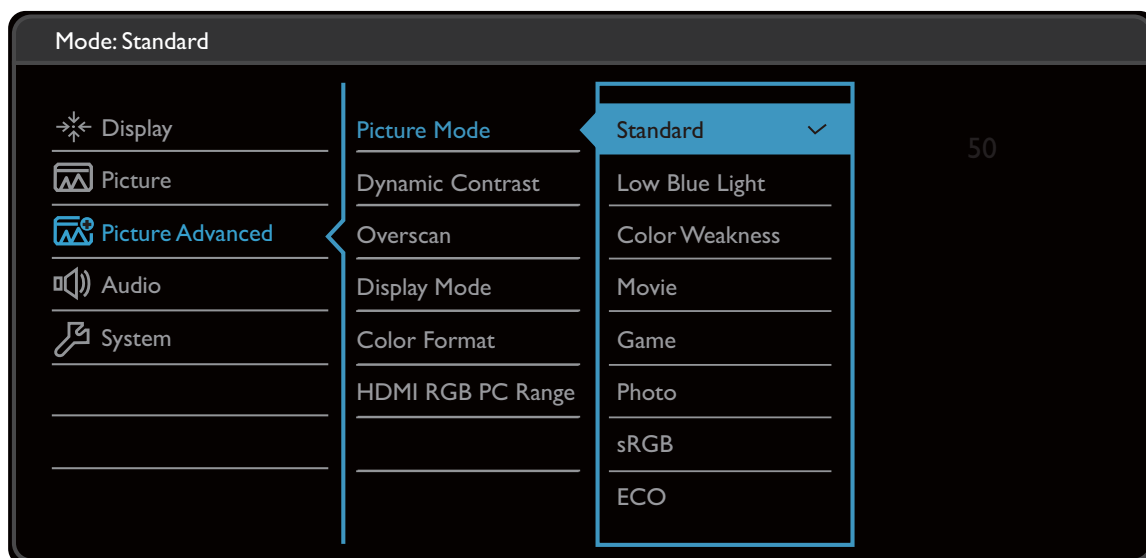 Mode: Standard
Display
Picture
Picture Advanced
Audio
System
Picture Mode
Dynamic Contrast
Overscan
Display Mode
Color Format
HDMI RGB PC Range
Standard
Low Blue Light
Color Weakness
Movie
Game
Photo
sRGB
ECO
50